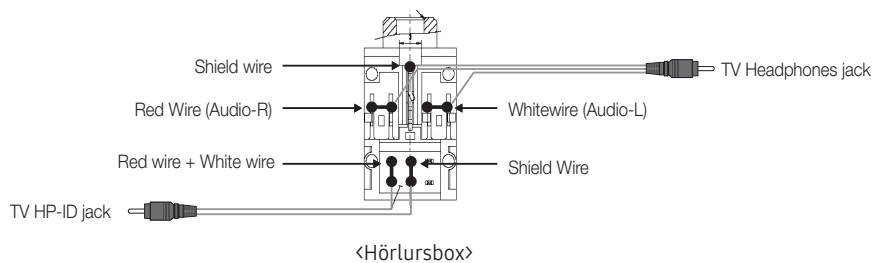 Shield wire
TV Headphones jack
Red Wire (Audio-R)
Whitewire (Audio-L)
Red wire + White wire
Shield Wire
TV HP-ID jack
<Hörlursbox>